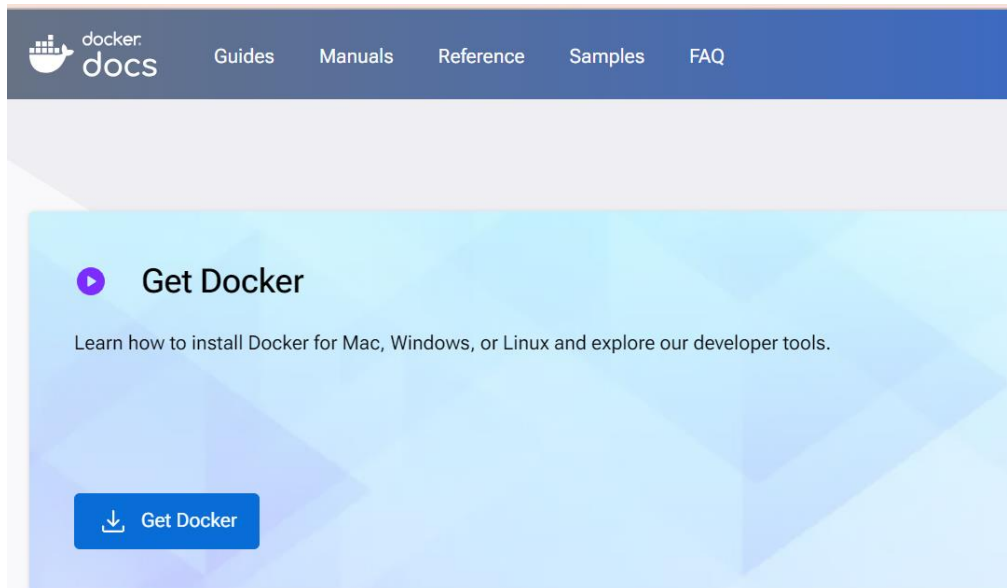 docker.
docs
Guides Manuals Reference Samples FAQ
Get Docker
Learn how to install Docker for Mac, Windows, or Linux and explore our developer tools.
Get Docker